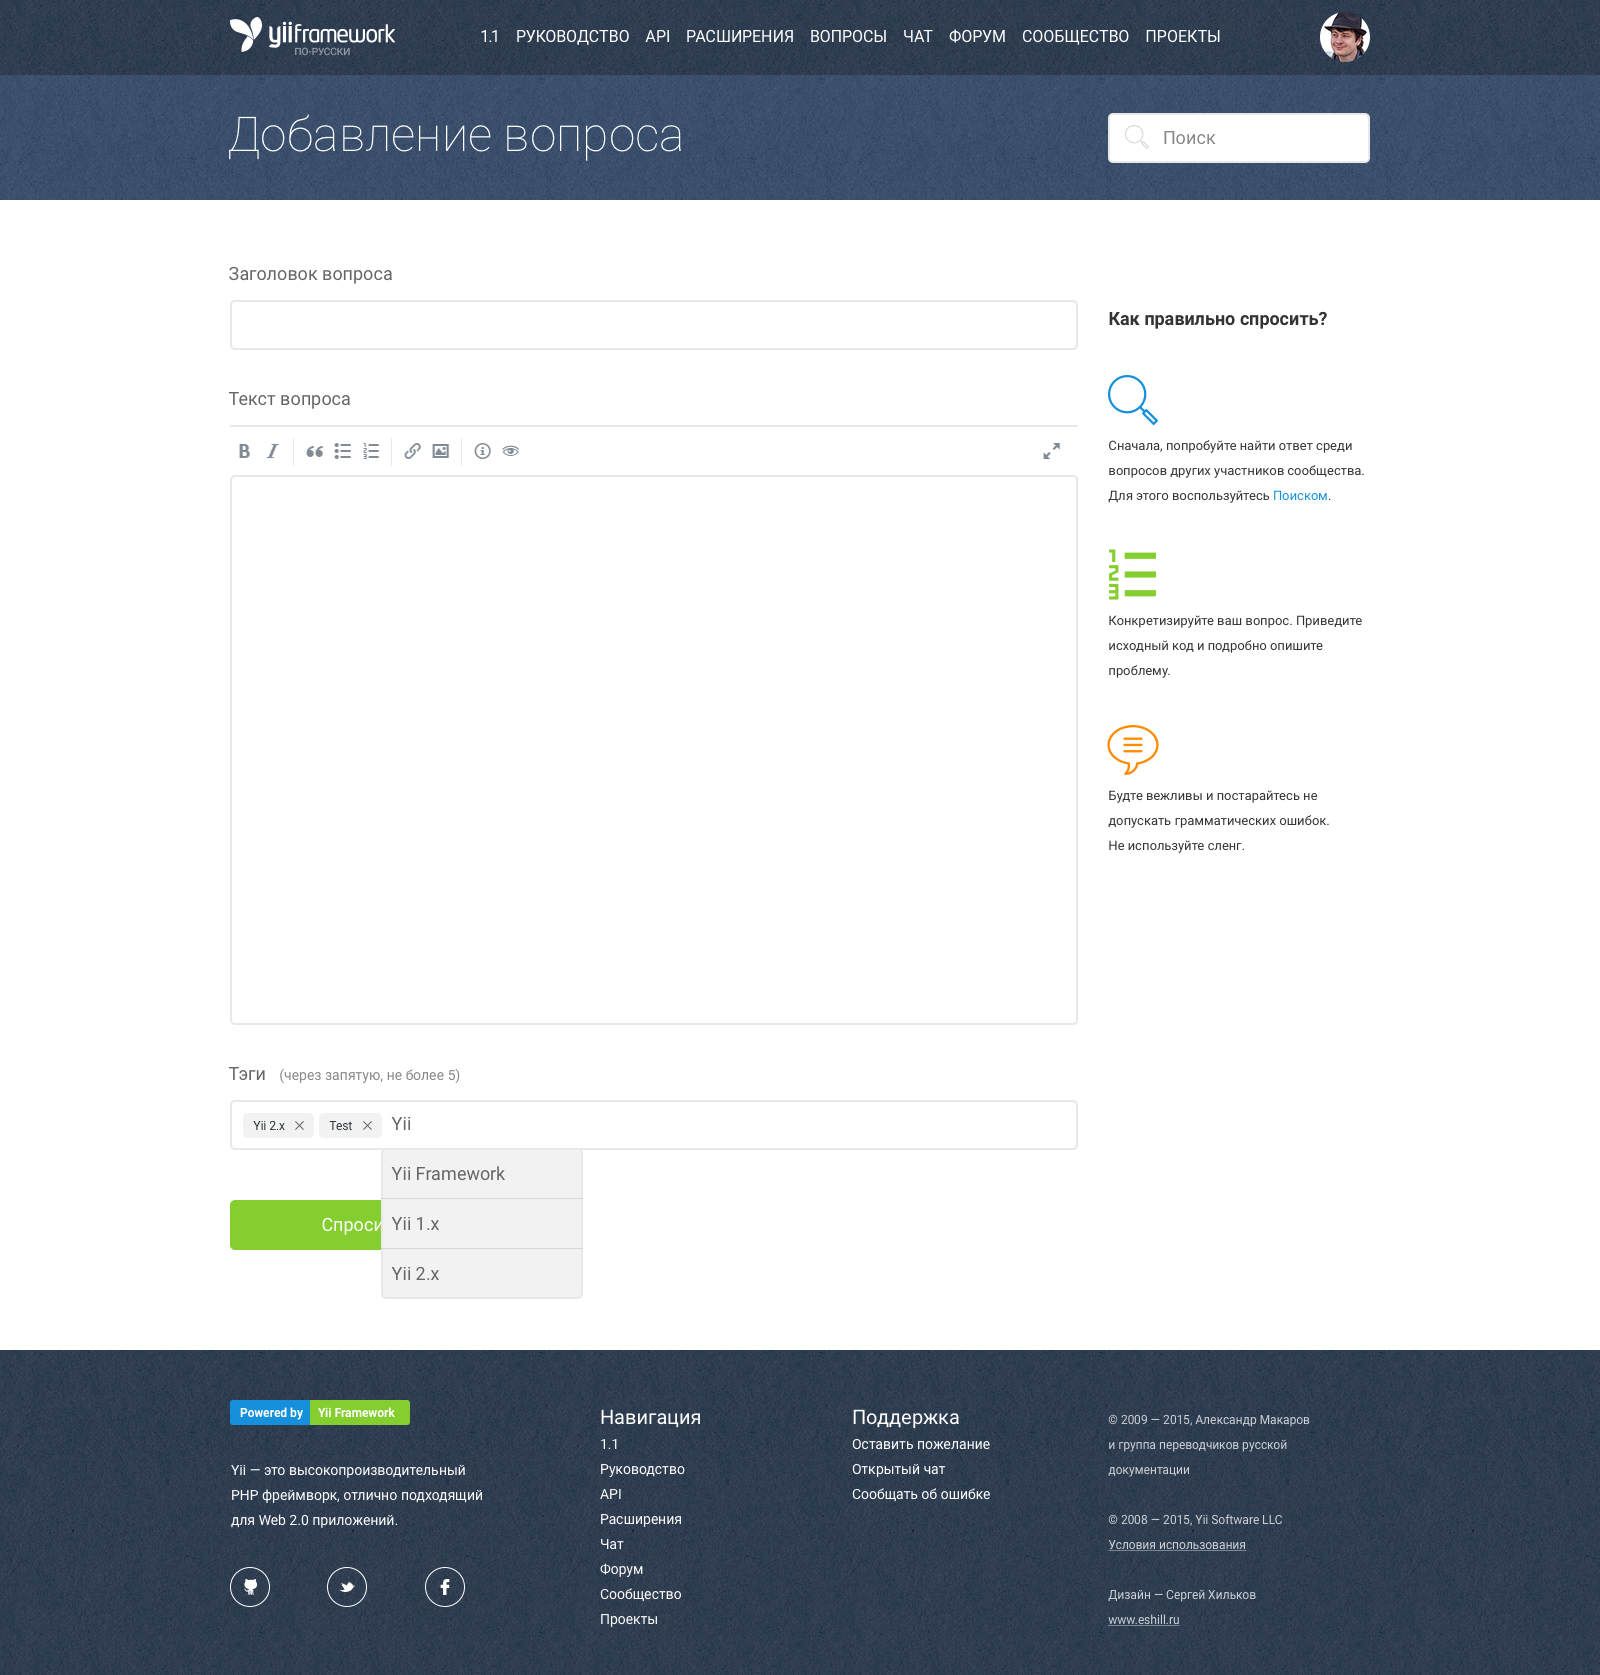 yiiframework
ПО-РУССКИ
1.1 РУКОВОДСТВО API РАСШИРЕНИЯ ВОПРОСЫ ЧАТ ФОРУМ СООБЩЕСТВО ПРОЕКТЫ
Добавление вопроса
Поиск
Заголовок вопроса
Текст вопроса
Тэги (через запятую, не более 5)
Yii 2.x Test Yii
Yii Framework
Yii 1.x
Yii 2.x
Спроси
Как правильно спросить?
Сначала, попробуйте найти ответ среди
вопросов других участников сообщества.
Для этого воспользуйтесь Поиском.
Конкретизируйте ваш вопрос. Приведите
исходный код и подробно опишите
проблему.
Будте вежливы и постарайтесь не
допускать грамматических ошибок.
Не используйте сленг.
Powered by Yii Framework
Yii — это высокопроизводительный
PHP фреймворк, отлично подходящий
для Web 2.0 приложений.
Навигация
1.1
Руководство
API
Расширения
Чат
Форум
Сообщество
Проекты
Поддержка
Оставить пожелание
Открытый чат
Сообщать об ошибке
© 2009 — 2015, Александр Макаров
и группа переводчиков русской
документации
© 2008 — 2015, Yii Software LLC
Условия использования
Дизайн — Сергей Хильков
www.eshill.ru